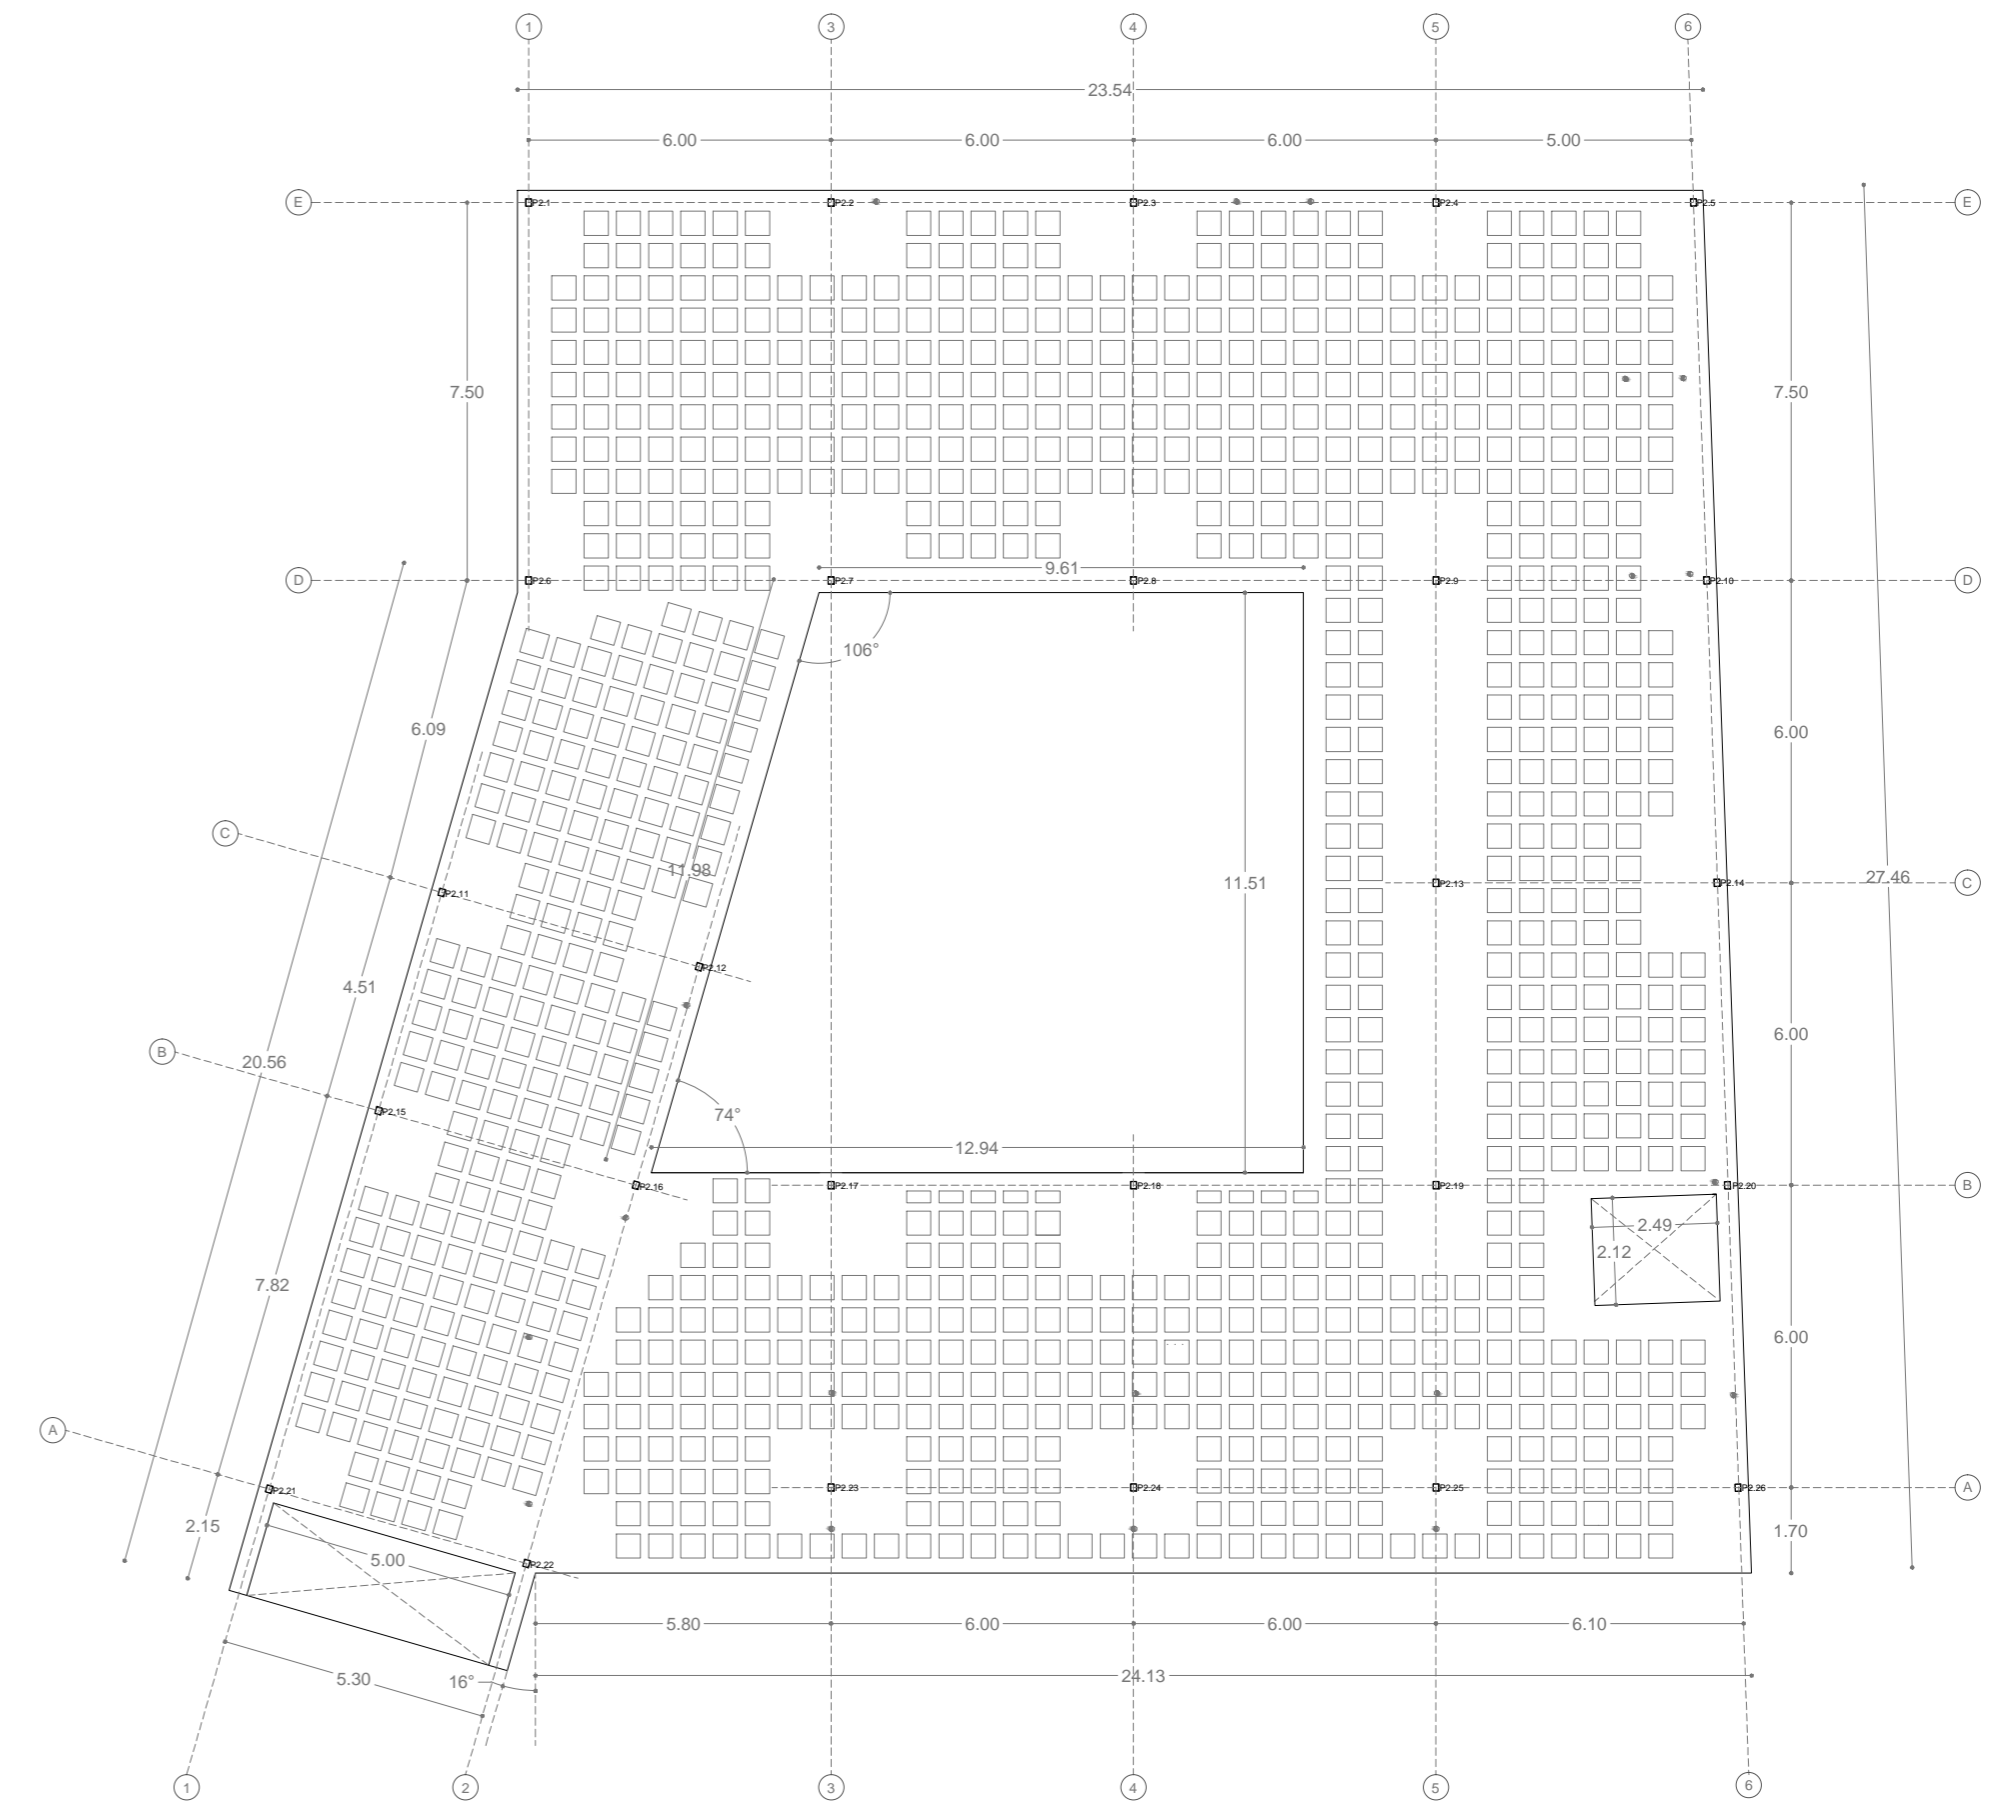 1 3 4 5 6
23.54
6.00 6.00 6.00 5.00
E P2.1 P2.2 P2.3 P2.4 P2.5 E
7.50 7.50
9.61
D P2.6 P2.7 P2.8 P2.9 P2.10 D
106°
6.09 6.00
C
11.98 11.51 27.46
P2.11 P2.13 P2.14 C
P2.12
4.51
6.00
B 20.56
P2.15 74°
12.94
P2.16 P2.17 P2.18 P2.19 P2.20 B
2.49
2.12
7.82
6.00
A
P2.21 P2.23 P2.24 P2.25 P2.26 A
2.15 1.70
5.00 P2.22
5.80 6.00 6.00 6.10
5.30 16° 24.13
1 2 3 4 5 6